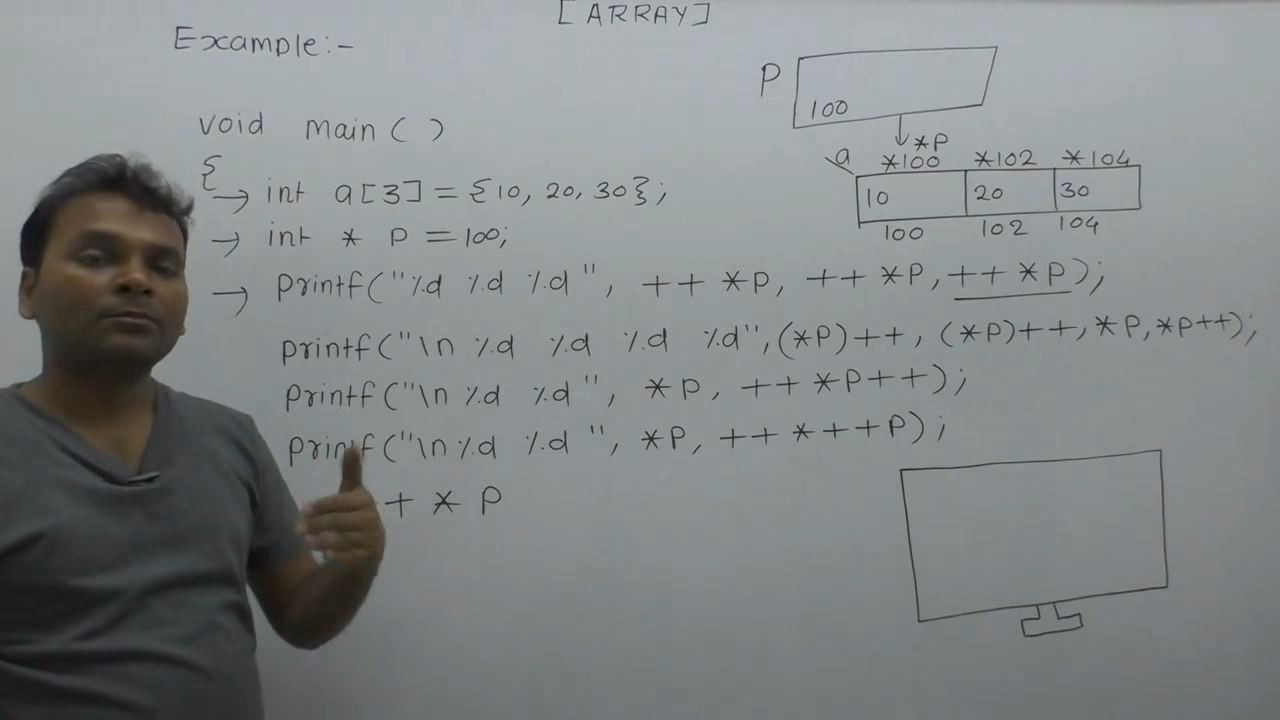 [ARRAY]
Example:-
void main( )
{
→ int a[3] = {10, 20, 30};
→ int * P = 100;
→ printf("%d %d %d", ++ *P, ++ *P, ++ *P);
printf("\n %d %d %d %d", (*P)++, (*P)++, *P, *P++);
printf("\n %d %d", *P, ++ *P++);
printf("\n %d %d", *P, ++ * ++P);
+ * P
P
100
*P
a *100 *102 *104
10 20 30
100 102 104